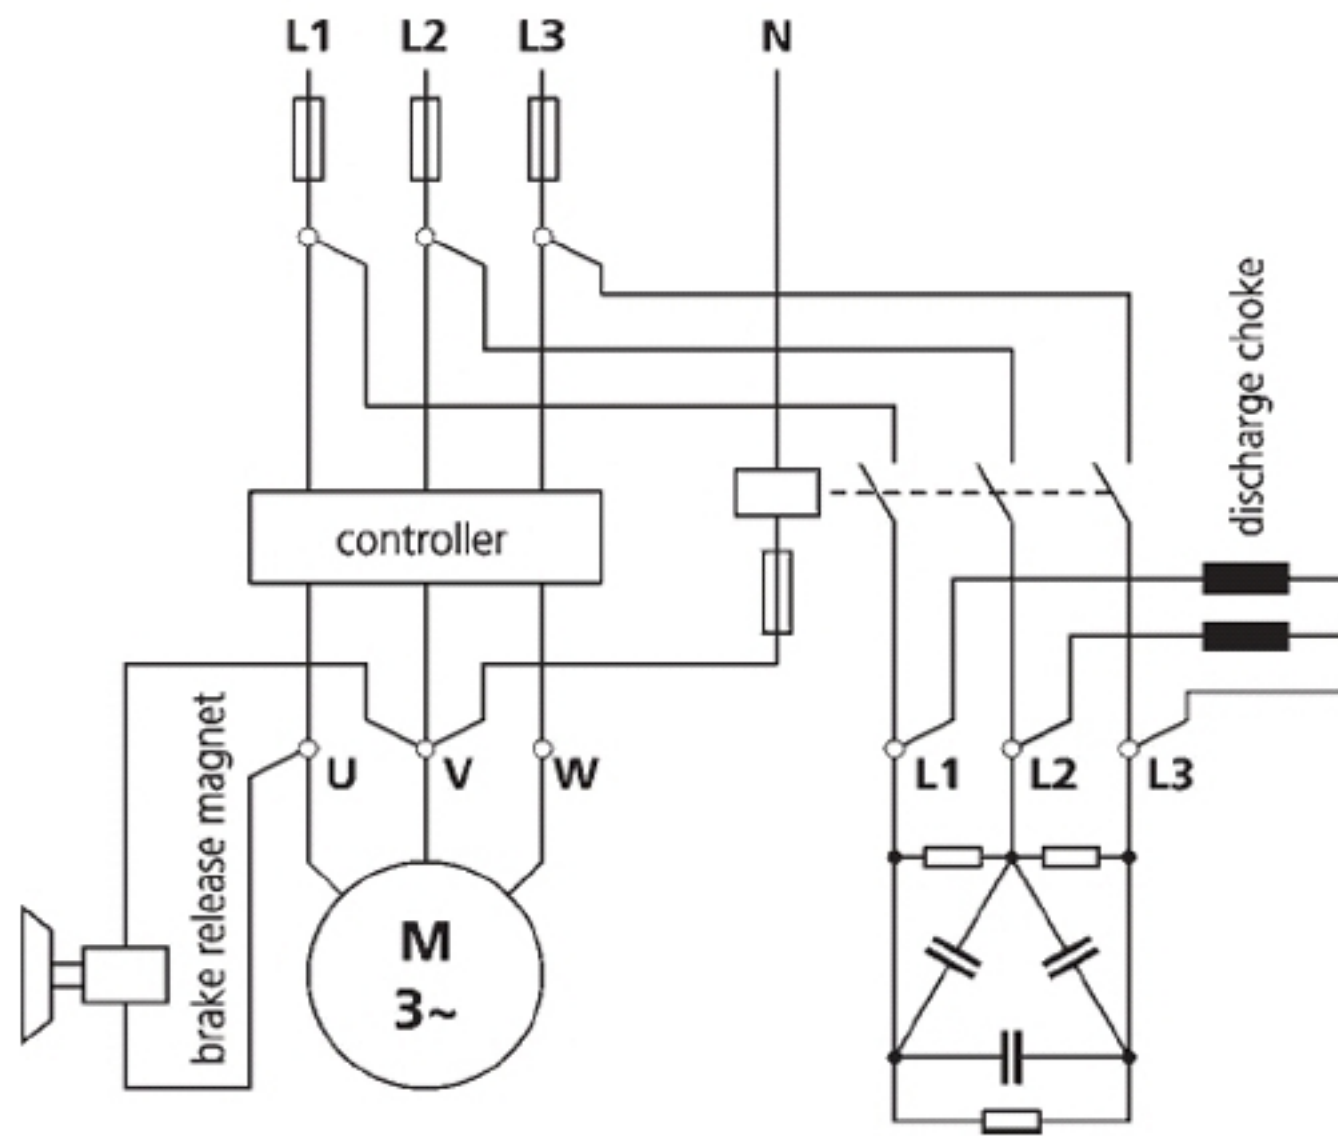 L1 L2 L3 N
discharge choke
controller
brake release magnet
U V W
L1 L2 L3
M
3~